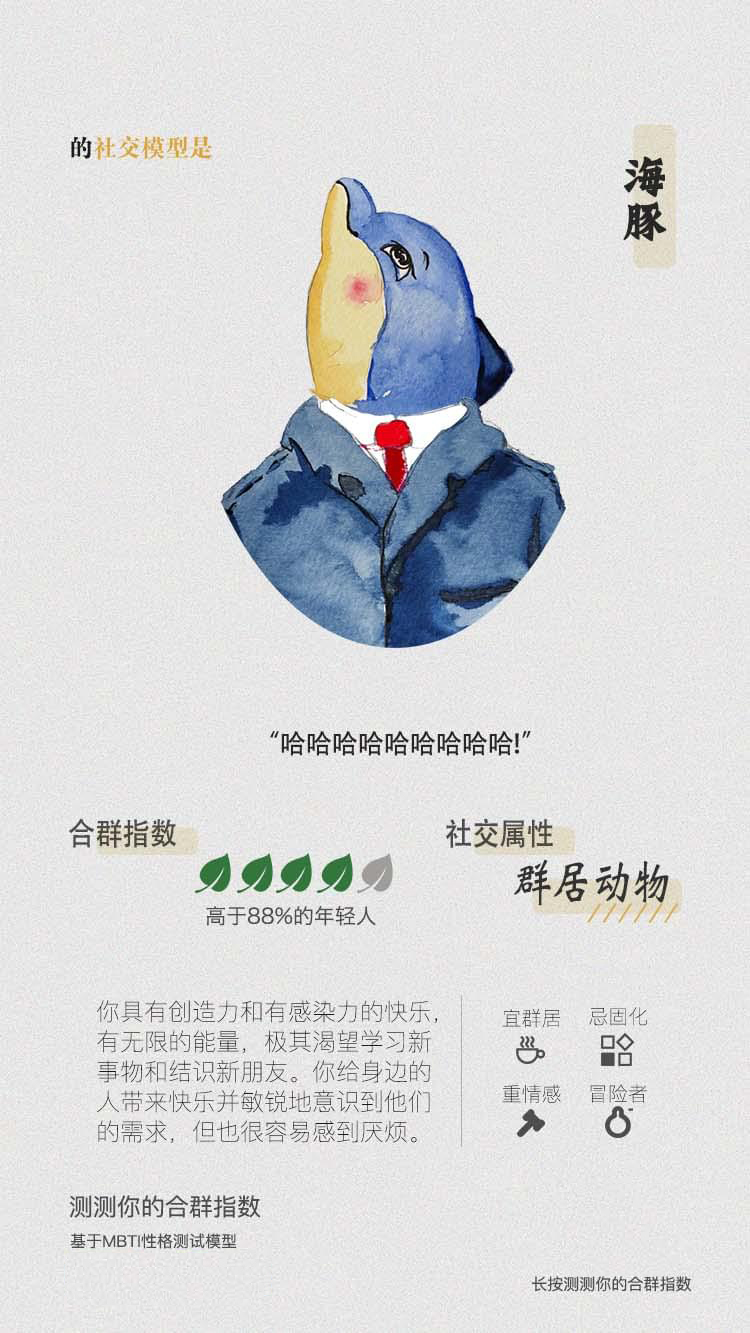 的社交模型是
海豚
“哈哈哈哈哈哈哈哈哈!”
合群指数
高于88%的年轻人
社交属性
群居动物
你具有创造力和有感染力的快乐，
有无限的能量，极其渴望学习新
事物和结识新朋友。你给身边的
人带来快乐并敏锐地意识到他们
的需求，但也很容易感到厌烦。
宜群居
忌固化
重情感
冒险者
测测你的合群指数
基于MBTI性格测试模型
长按测测你的合群指数